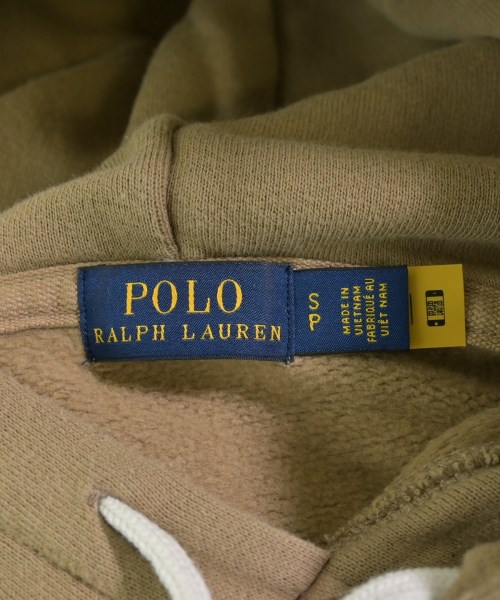 POLO
RALPH LAUREN
S
P
MADE IN
VIETNAM
FABRIQUÉ AU
VIÊT NAM